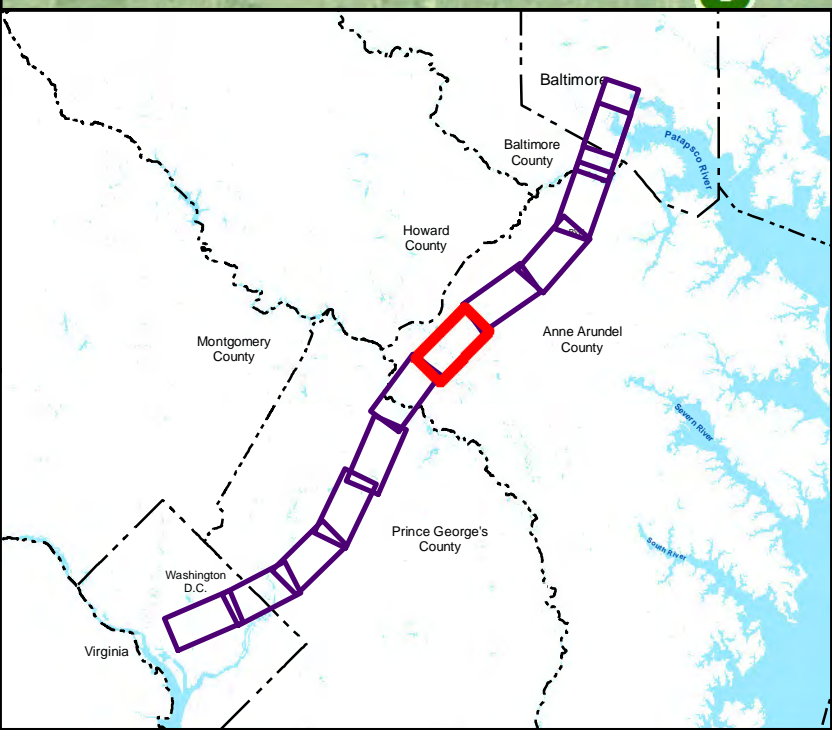 Baltimore
Patapsco River
Baltimore
County
Howard
County
Montgomery
County
Anne Arundel
County
Severn River
Prince George's
County
South River
Washington
D.C.
Virginia